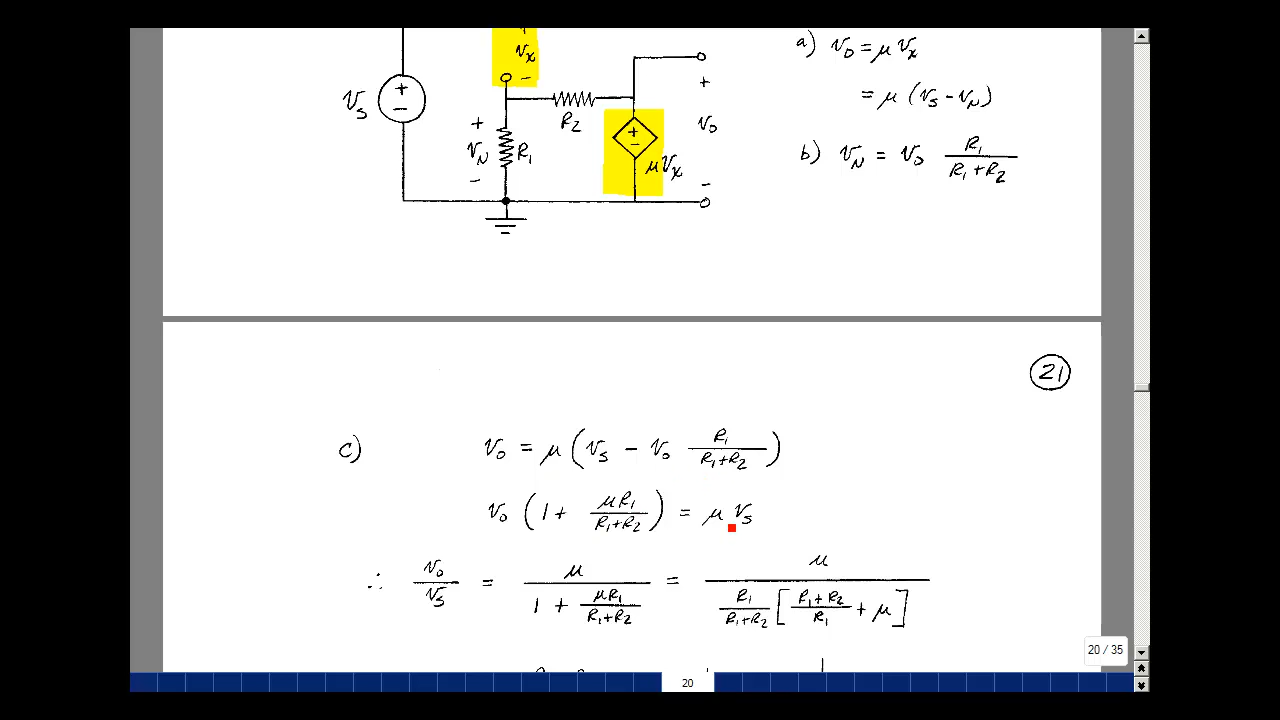 +
Vx
-
a) Vo = μ Vx
Vs
+
-
= μ (Vs - VN)
R2
+
VN
-
R1
+
-
μVx
+
Vo
-
b) VN = Vo R1 / (R1 + R2)
21
c) Vo = μ (Vs - Vo R1 / (R1+R2))
Vo (1 + μR1 / (R1+R2)) = μ Vs
∴ Vo / Vs = μ / (1 + μR1 / (R1+R2)) = μ / (R1 / (R1+R2) [(R1+R2) / R1 + μ])
20 / 35
20